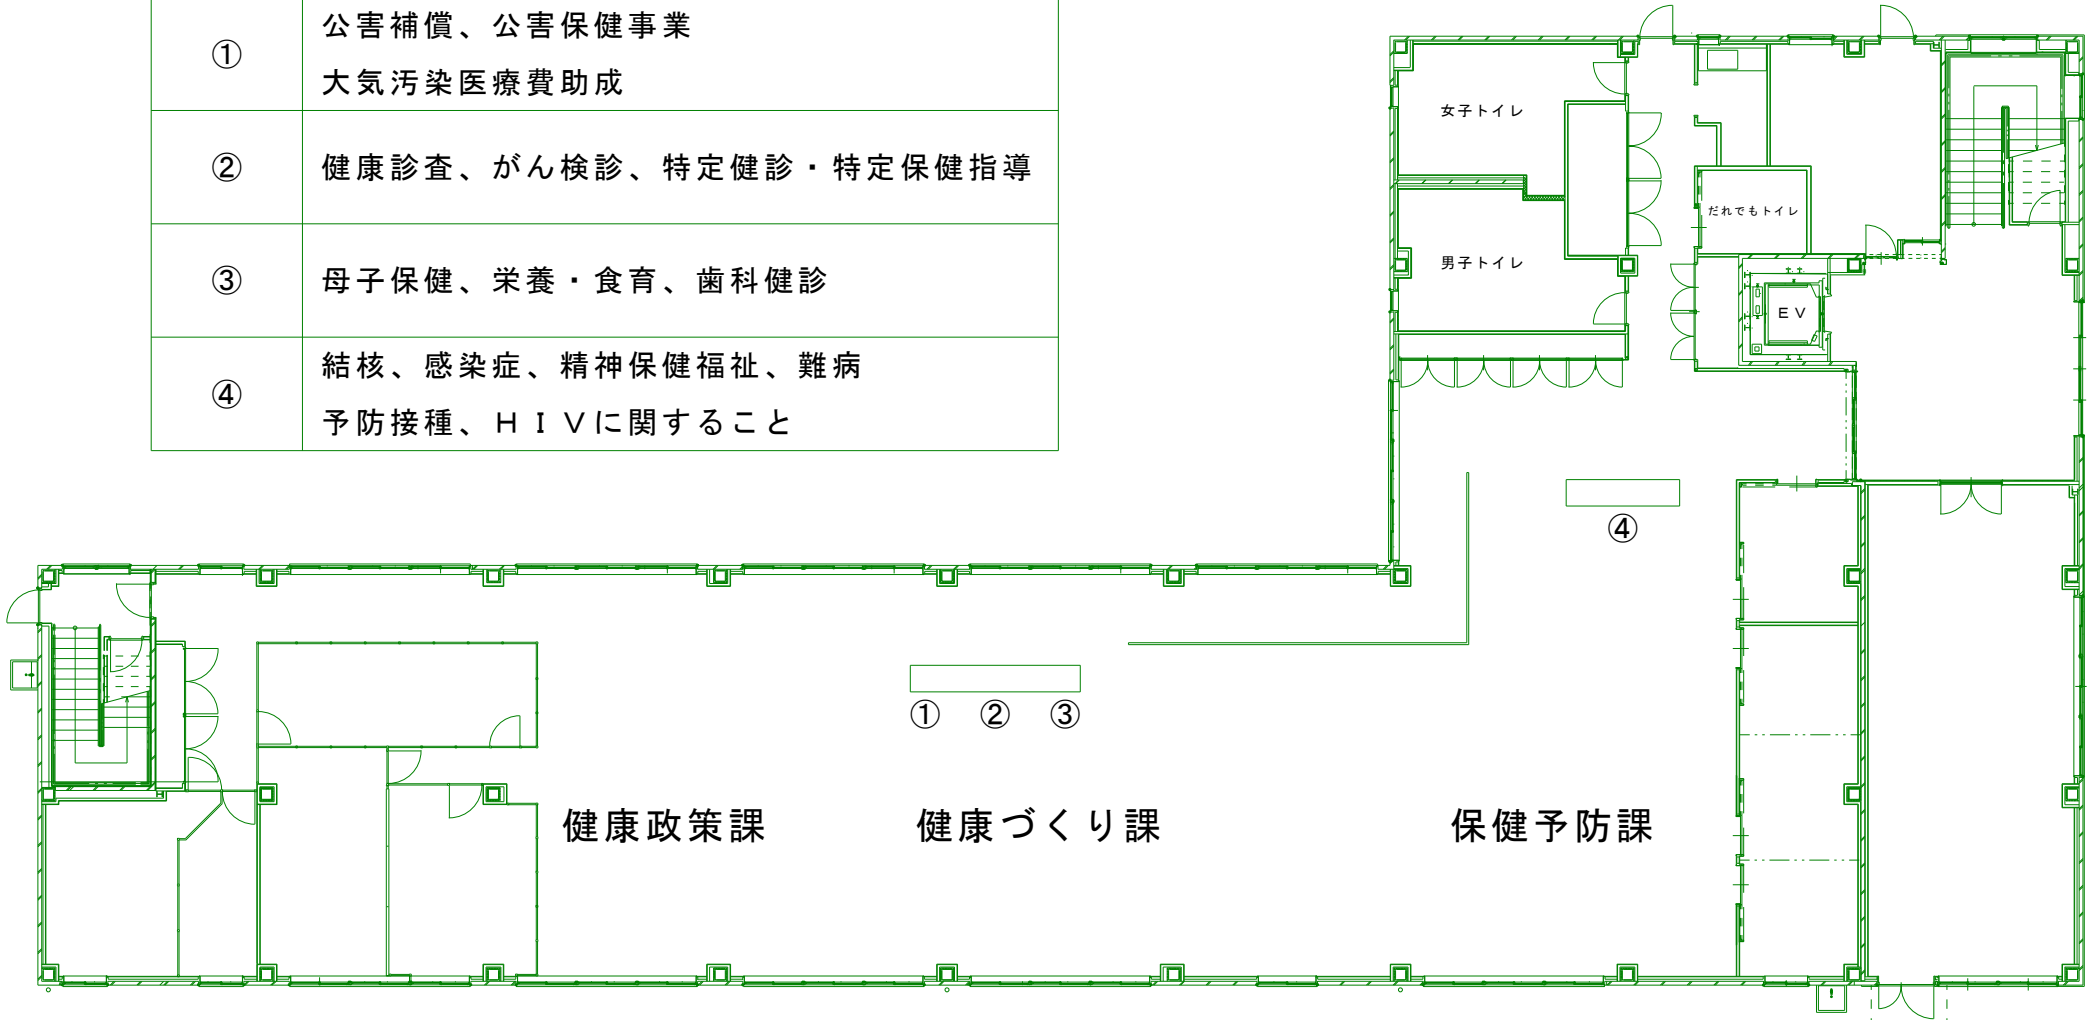 ①
公害補償、公害保健事業
大気汚染医療費助成
②
健康診査、がん検診、特定健診・特定保健指導
③
母子保健、栄養・食育、歯科健診
④
結核、感染症、精神保健福祉、難病
予防接種、ＨＩＶに関すること
女子トイレ
だれでもトイレ
男子トイレ
ＥＶ
④
① ② ③
健康政策課 健康づくり課 保健予防課